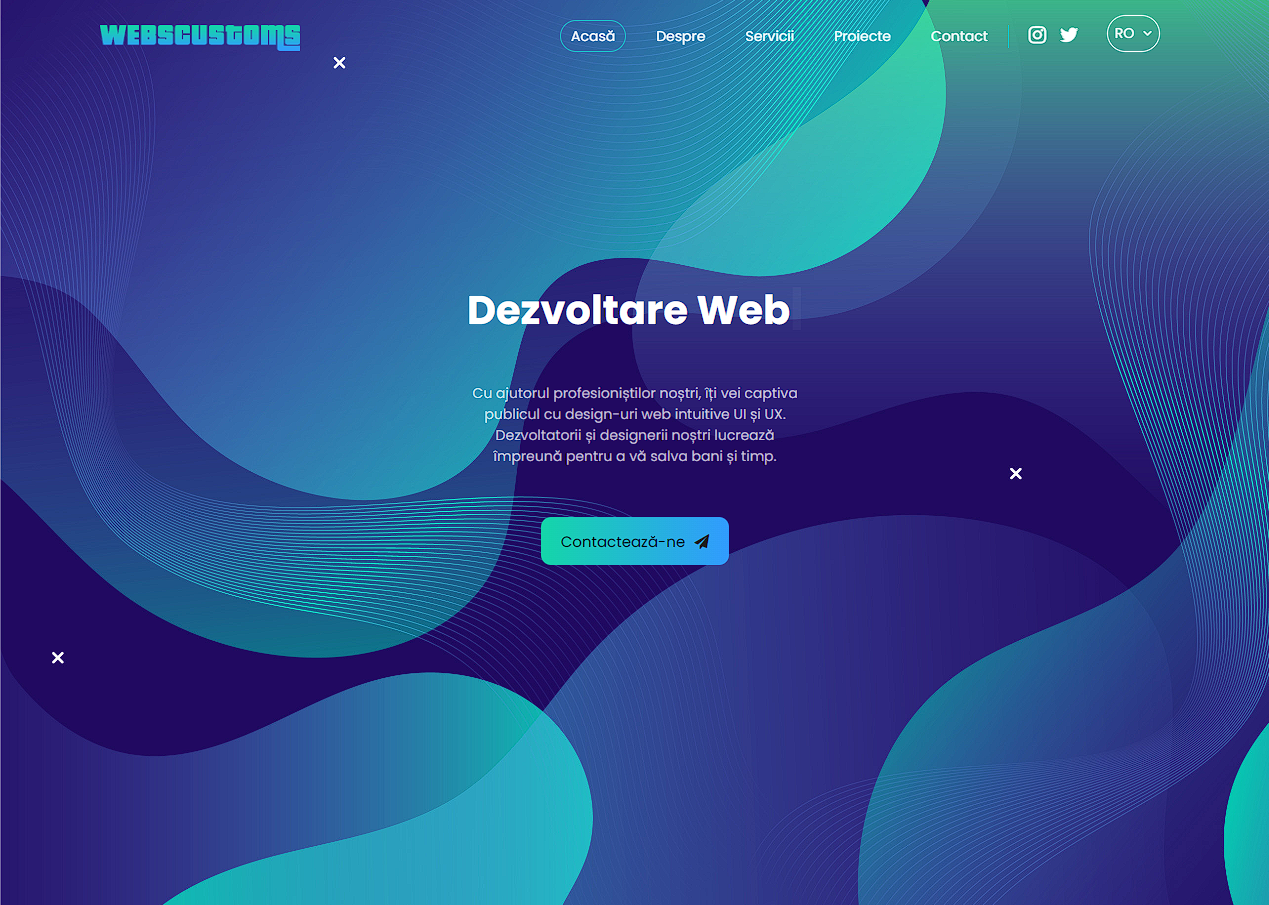 WEBSCUSTOMS
Acasă Despre Servicii Proiecte Contact RO
Dezvoltare Web
Cu ajutorul profesioniștilor noștri, îți vei captiva
publicul cu design-uri web intuitive UI și UX.
Dezvoltatorii și designerii noștri lucrează
împreună pentru a vă salva bani și timp.
Contactează-ne